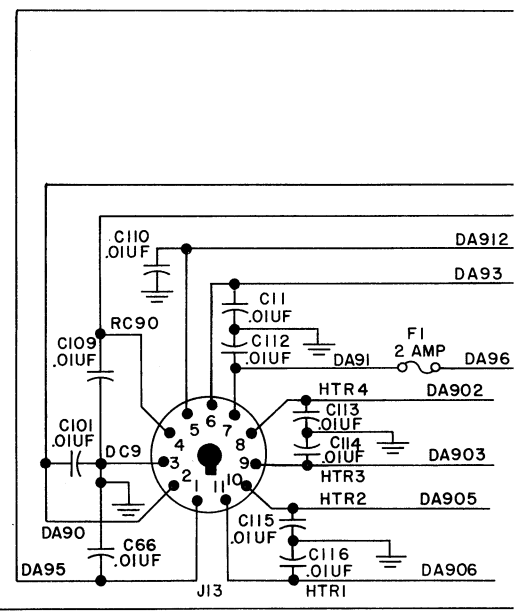 C110
.01UF
DA912
DA93
C11
.01UF
RC90
F1
2 AMP
C109
.01UF
C112
.01UF
DA91
DA96
HTR4
DA902
C113
.01UF
C101
.01UF
DC9
C114
.01UF
HTR3
DA903
1
2
3
4
5
6
7
8
9
10
11
HTR2
DA905
C115
.01UF
DA90
C66
.01UF
C116
.01UF
DA95
J13
HTR1
DA906